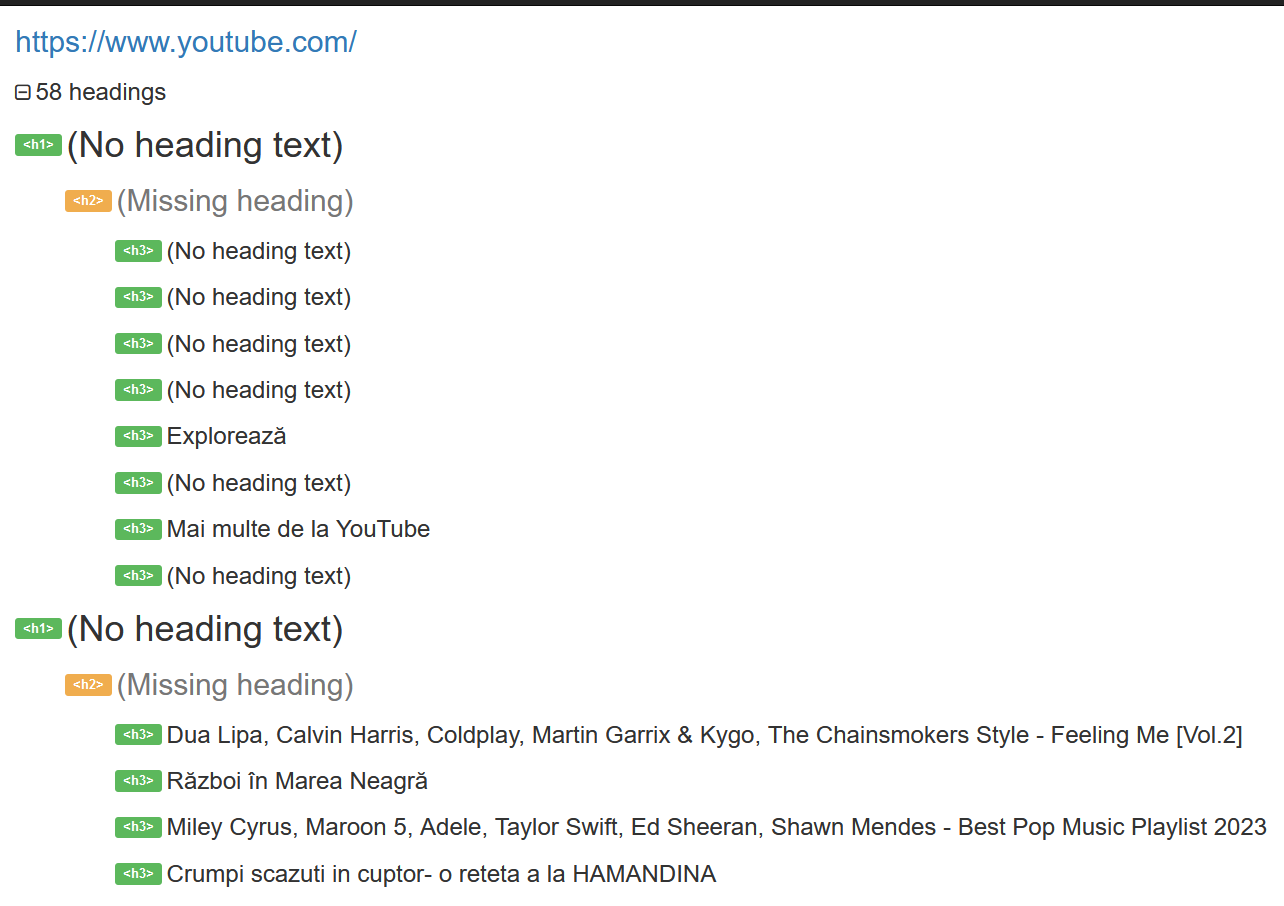 https://www.youtube.com/
58 headings
<h1> (No heading text)
<h2> (Missing heading)
<h3> (No heading text)
<h3> (No heading text)
<h3> (No heading text)
<h3> (No heading text)
<h3> Explorează
<h3> (No heading text)
<h3> Mai multe de la YouTube
<h3> (No heading text)
<h1> (No heading text)
<h2> (Missing heading)
<h3> Dua Lipa, Calvin Harris, Coldplay, Martin Garrix & Kygo, The Chainsmokers Style - Feeling Me [Vol.2]
<h3> Război în Marea Neagră
<h3> Miley Cyrus, Maroon 5, Adele, Taylor Swift, Ed Sheeran, Shawn Mendes - Best Pop Music Playlist 2023
<h3> Crumpi scazuti in cuptor- o reteta a la HAMANDINA